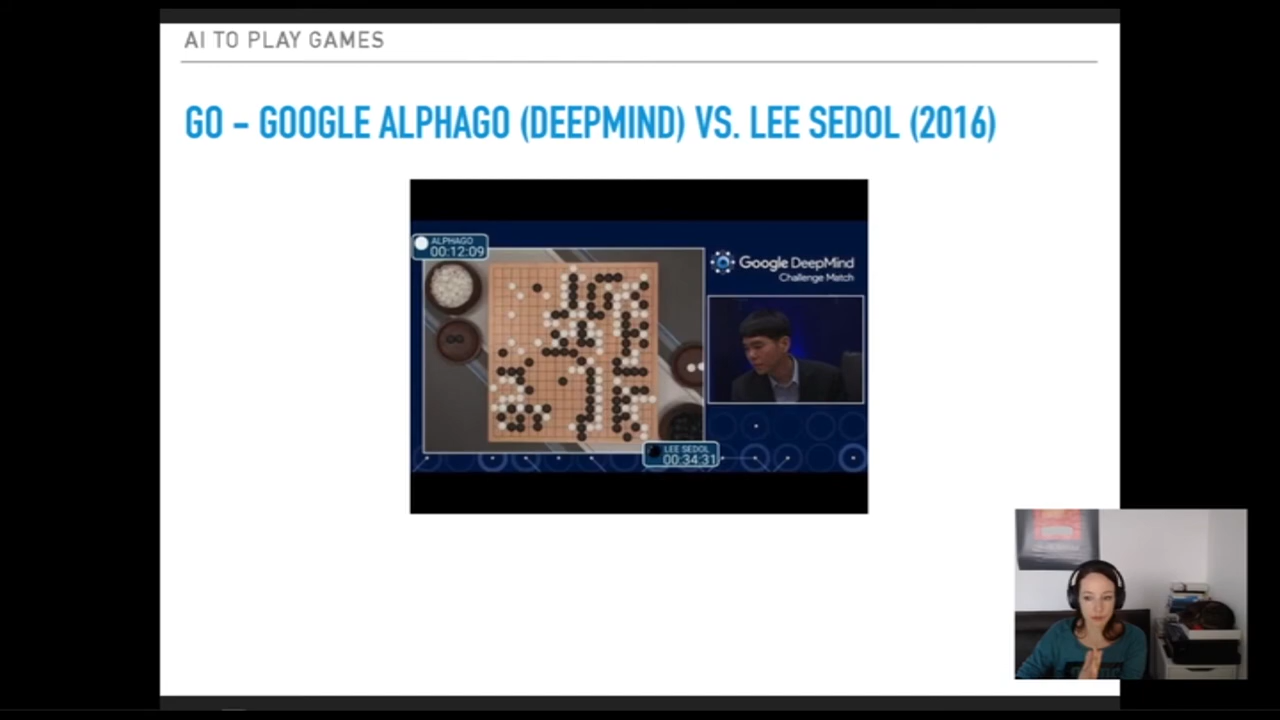 AI TO PLAY GAMES
GO – GOOGLE ALPHAGO (DEEPMIND) VS. LEE SEDOL (2016)
ALPHAGO
00:12:09
Google DeepMind
Challenge Match
LEE SEDOL
00:34:31